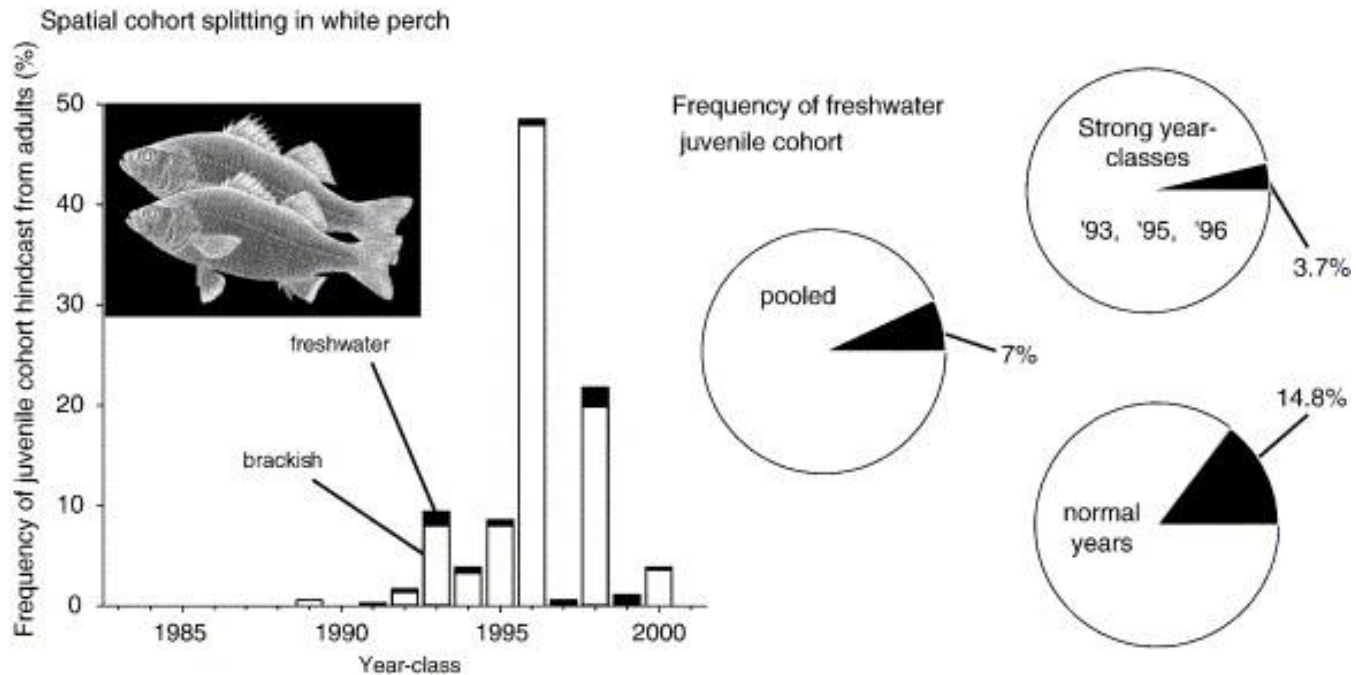 Spatial cohort splitting in white perch
Frequency of juvenile cohort hindcast from adults (%)
50
40
30
20
10
0
freshwater
brackish
1985
1990
1995
2000
Year-class
Frequency of freshwater
juvenile cohort
pooled
7%
Strong year-
classes
'93, '95, '96
3.7%
14.8%
normal
years